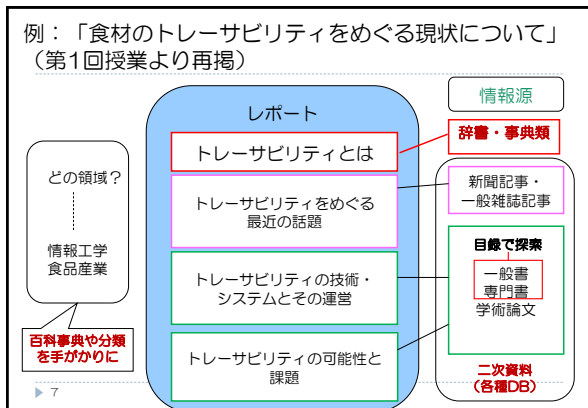 例：「食材のトレーサビリティをめぐる現状について」
（第1回授業より再掲）
情報源
レポート
トレーサビリティとは
辞書・事典類
どの領域？
情報工学
食品産業
百科事典や分類
を手がかりに
トレーサビリティをめぐる
最近の話題
新聞記事・
一般雑誌記事
トレーサビリティの技術・
システムとその運営
目録で探索
一般書
専門書
学術論文
トレーサビリティの可能性と
課題
二次資料
（各種DB）
7